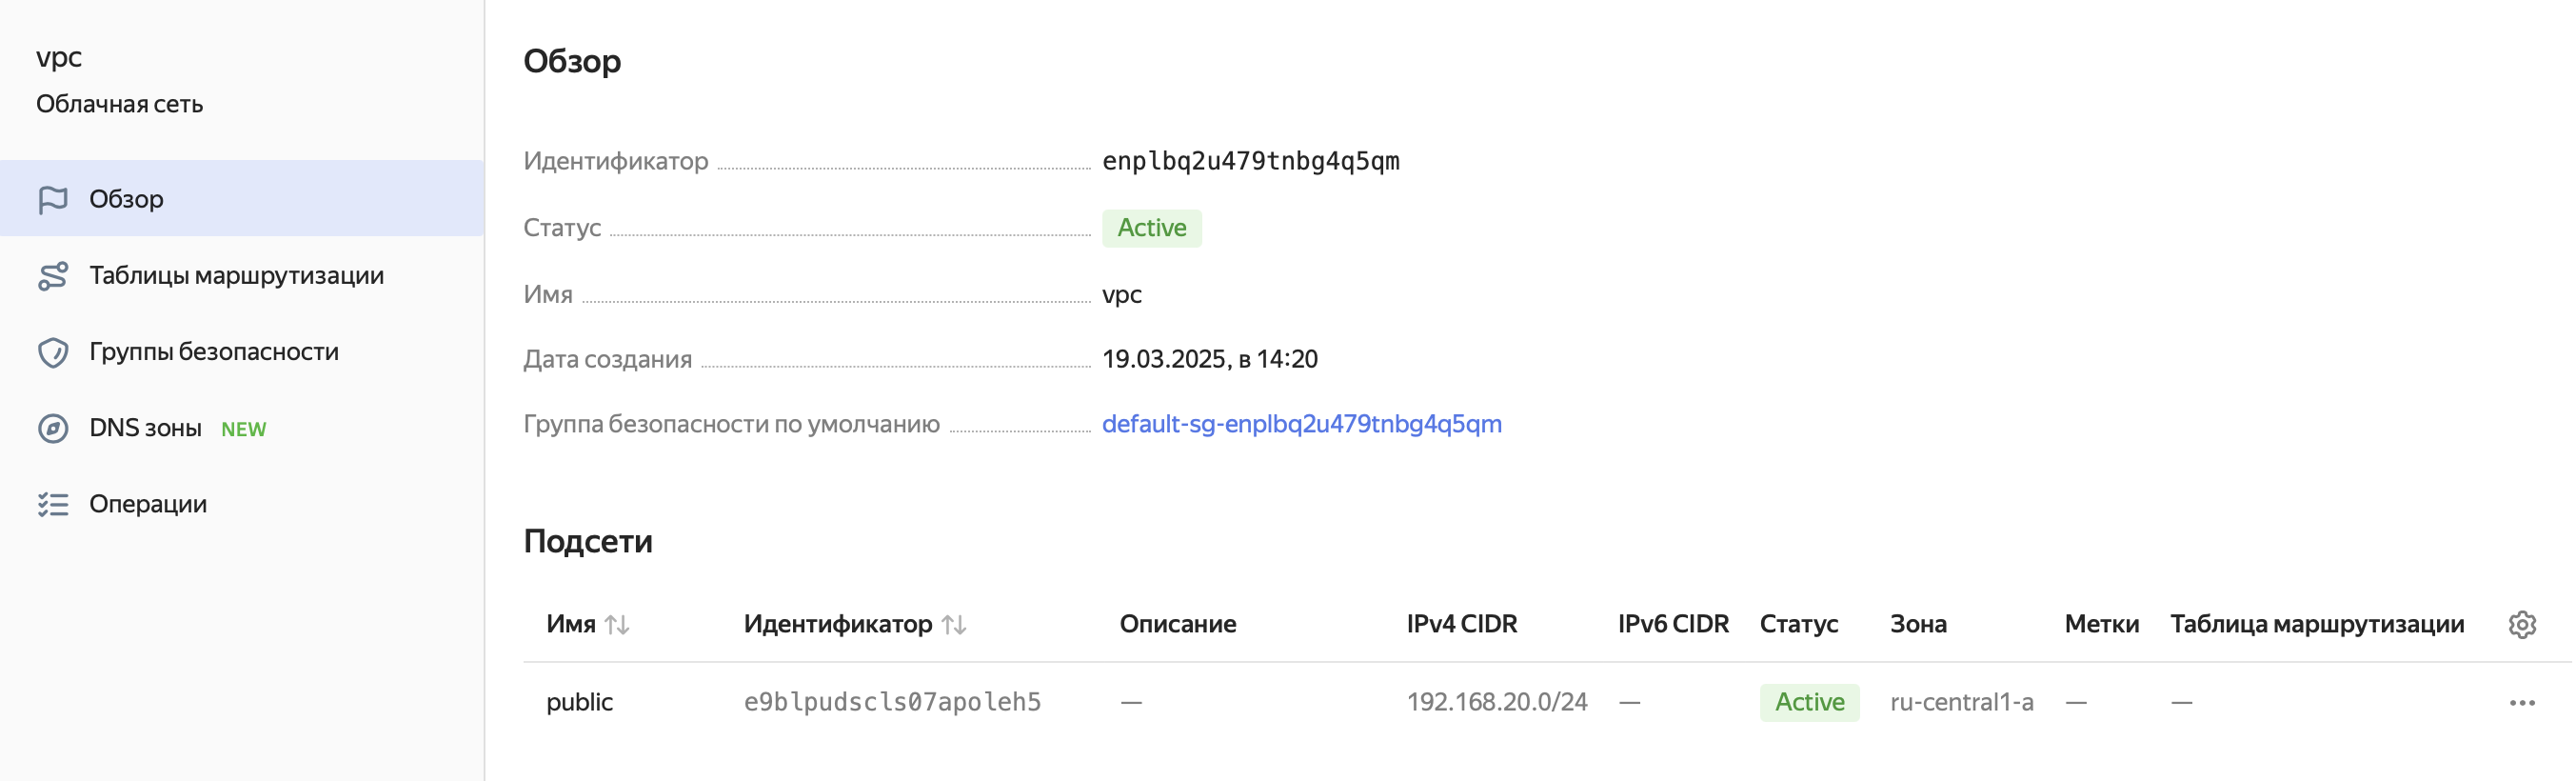 vpc
Облачная сеть
Обзор
Таблицы маршрутизации
Группы безопасности
DNS зоны NEW
Операции
Обзор
Идентификатор enplbq2u479tnbg4q5qm
Статус Active
Имя vpc
Дата создания 19.03.2025, в 14:20
Группа безопасности по умолчанию default-sg-enplbq2u479tnbg4q5qm
Подсети
Имя Идентификатор Описание IPv4 CIDR IPv6 CIDR Статус Зона Метки Таблица маршрутизации
public e9blpudscls07apoleh5 — 192.168.20.0/24 — Active ru-central1-a — —